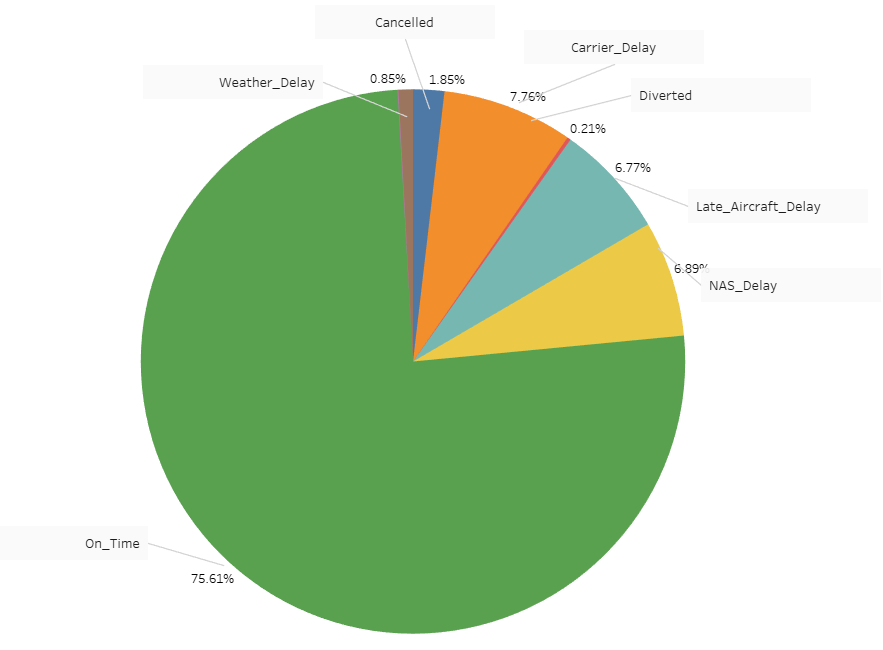 Cancelled
Carrier_Delay
Weather_Delay
0.85%
1.85%
7.76%
Diverted
0.21%
6.77%
Late_Aircraft_Delay
6.89%
NAS_Delay
On_Time
75.61%